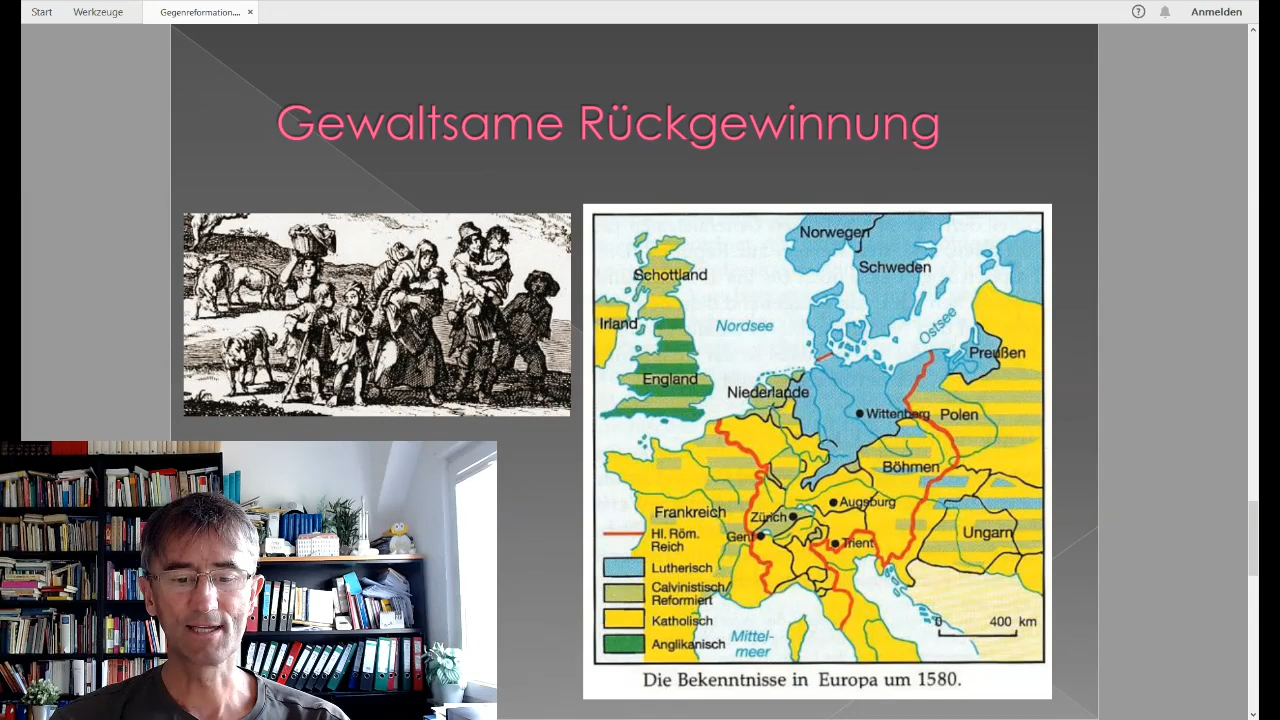 Start
Werkzeuge
Gegenreformation....
×
?
Anmelden
Gewaltsame Rückgewinnung
Norwegen
Schottland
Schweden
Irland
Nordsee
Ostsee
Preußen
England
Niederlande
Wittenberg
Polen
Böhmen
Augsburg
Frankreich
Zürich
Ungarn
Hl. Röm.
Reich
Genf
Trient
Lutherisch
Calvinistisch/
Reformiert
Katholisch
0 400 km
Anglikanisch
Mittel-
meer
Die Bekenntnisse in Europa um 1580.